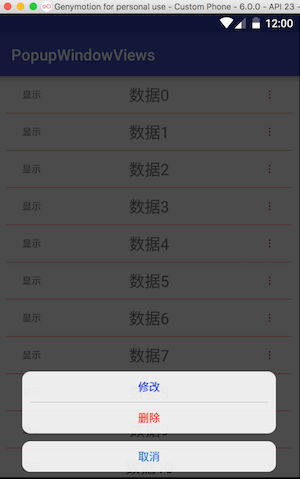 Genymotion for personal use - Custom Phone - 6.0.0 - API 23 -
12:00
PopupWindowViews
显示 数据0
显示 数据1
显示 数据2
显示 数据3
显示 数据4
显示 数据5
显示 数据6
显示 数据7
修改
删除
取消